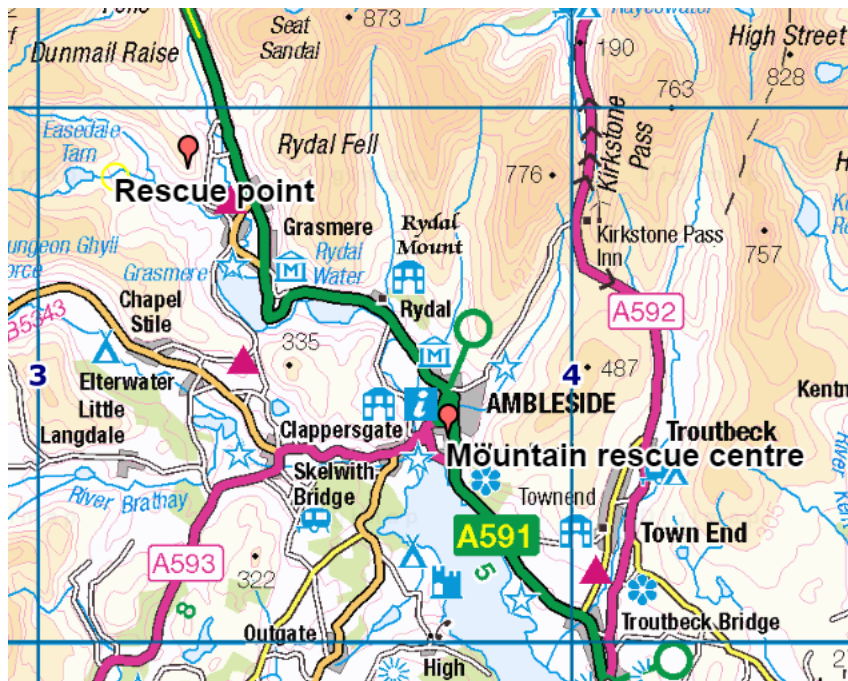 873
Seat
Sandal
Dunmail Raise
190
High Street
828
763
Easedale
Tarn
Rydal Fell
Kirkstone
Pass
776
Rescue point
Grasmere
Rydal
Mount
Kirkstone Pass
Inn
757
Rydal
Water
Grasmere
Chapel
Stile
B5343
Rydal
A592
335
3
4
487
Elterwater
Little
Langdale
i
AMBLESIDE
Clappersgate
Troutbeck
Mountain rescue centre
Skelwith
Bridge
River Brathay
Townend
A591
Town End
A593
322
5
8
305
Troutbeck Bridge
Outgate
High